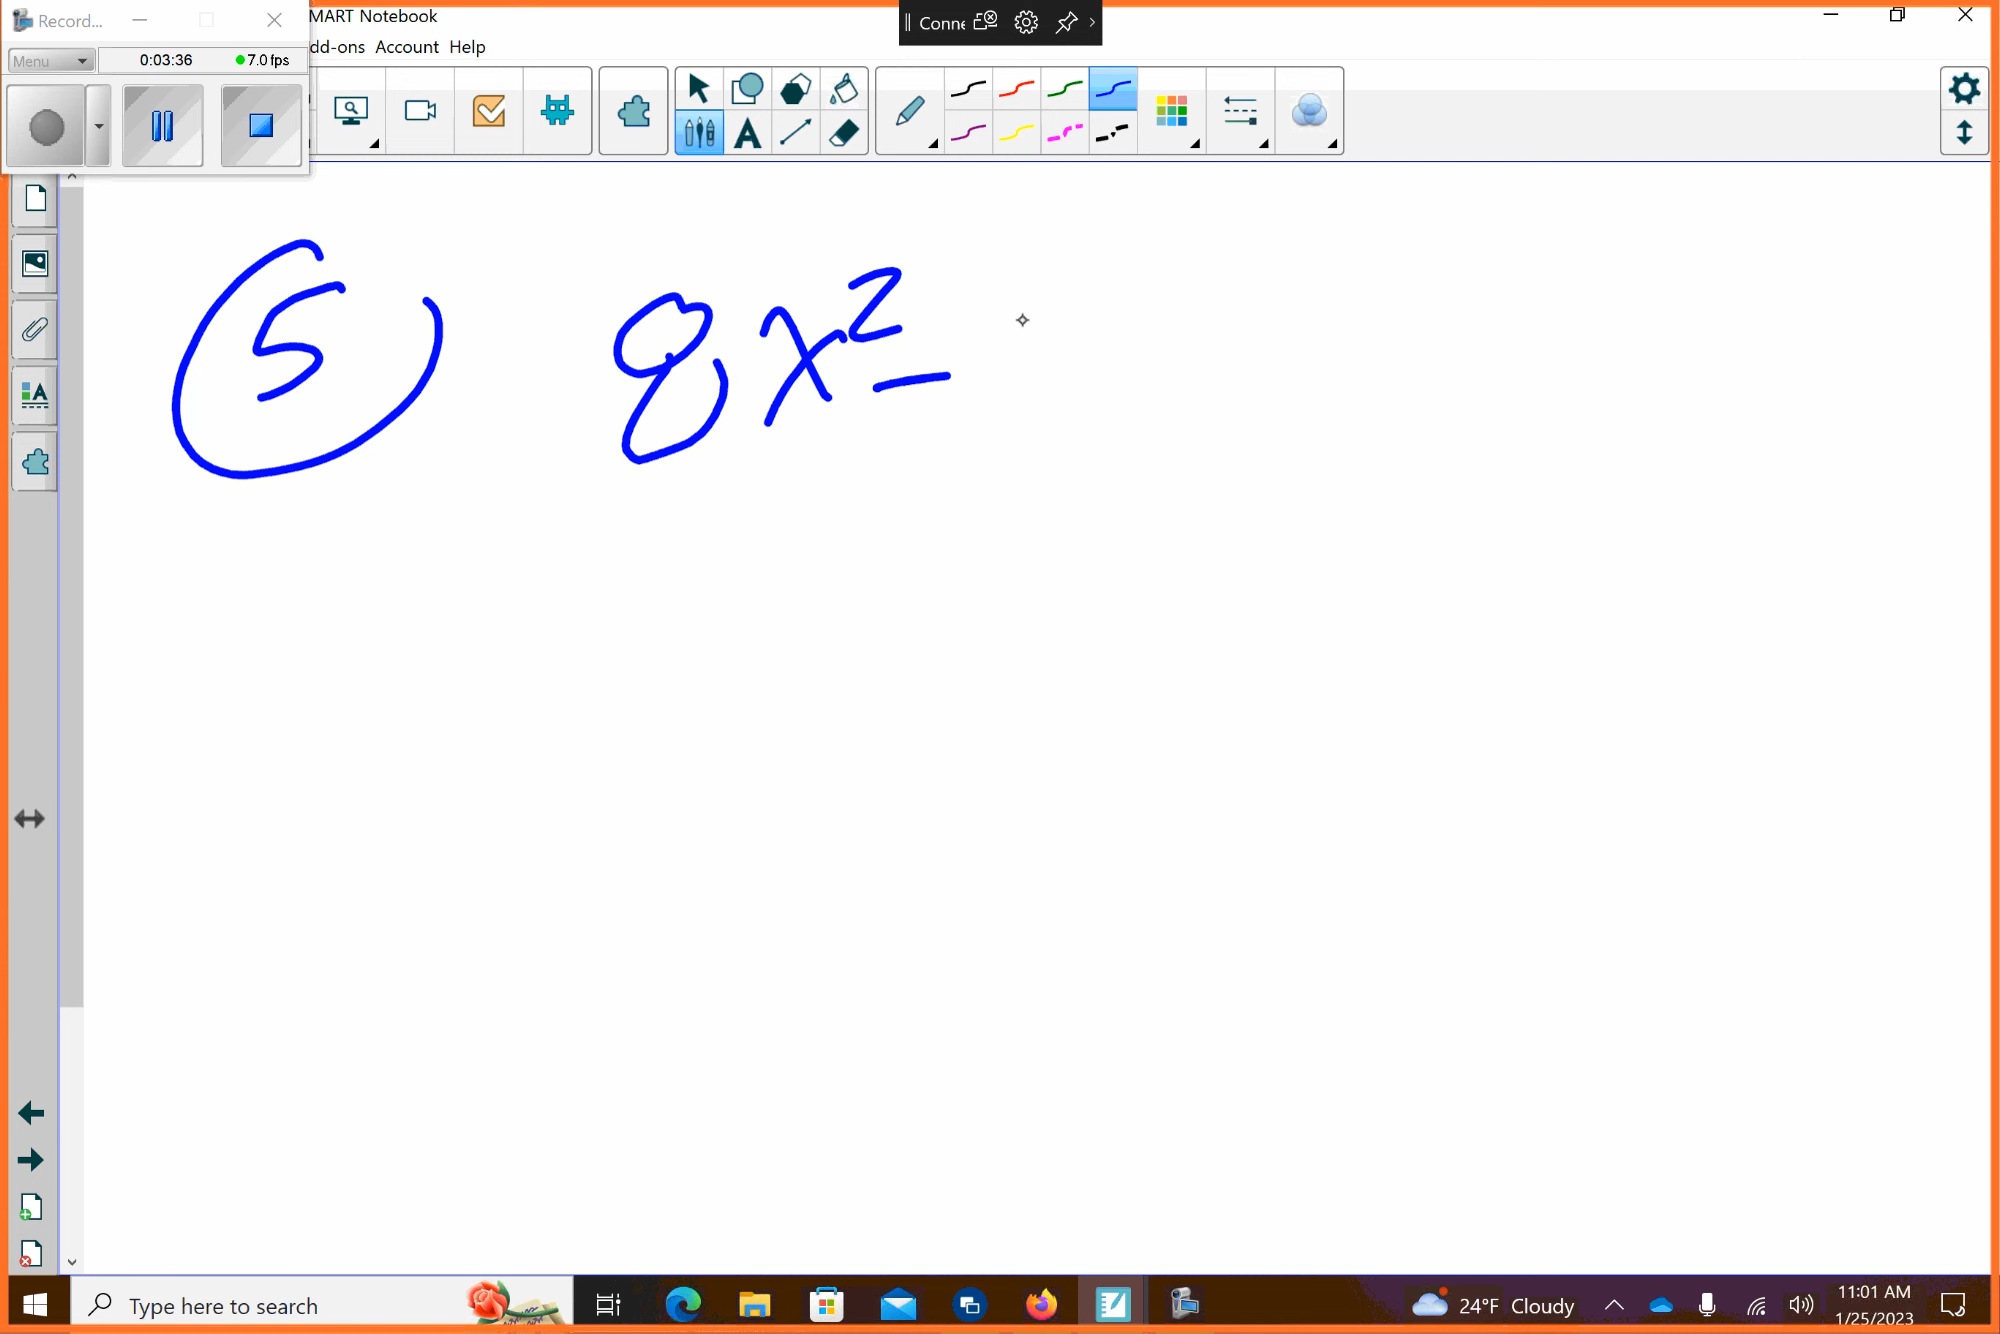 Record...
MART Notebook
Conne
dd-ons Account Help
Menu 0:03:36 7.0 fps
A
A
5 8x² –
Type here to search
24°F Cloudy
11:01 AM
1/25/2023